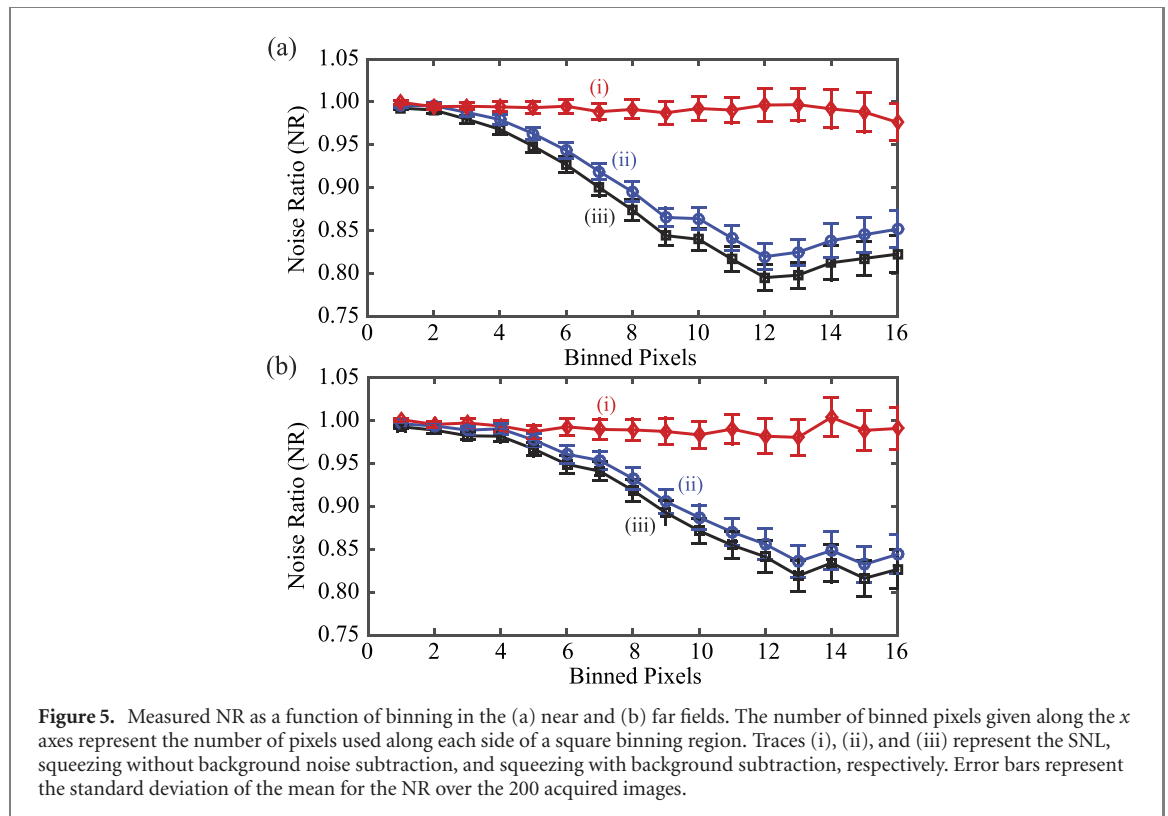 (a)
1.05
1.00
0.95
0.90
0.85
0.80
0.75
Noise Ratio (NR)
(i)
(ii)
(iii)
0 2 4 6 8 10 12 14 16
Binned Pixels
(b)
1.05
1.00
0.95
0.90
0.85
0.80
0.75
Noise Ratio (NR)
(i)
(ii)
(iii)
0 2 4 6 8 10 12 14 16
Binned Pixels
Figure 5. Measured NR as a function of binning in the (a) near and (b) far fields. The number of binned pixels given along the x
axes represent the number of pixels used along each side of a square binning region. Traces (i), (ii), and (iii) represent the SNL,
squeezing without background noise subtraction, and squeezing with background subtraction, respectively. Error bars represent
the standard deviation of the mean for the NR over the 200 acquired images.